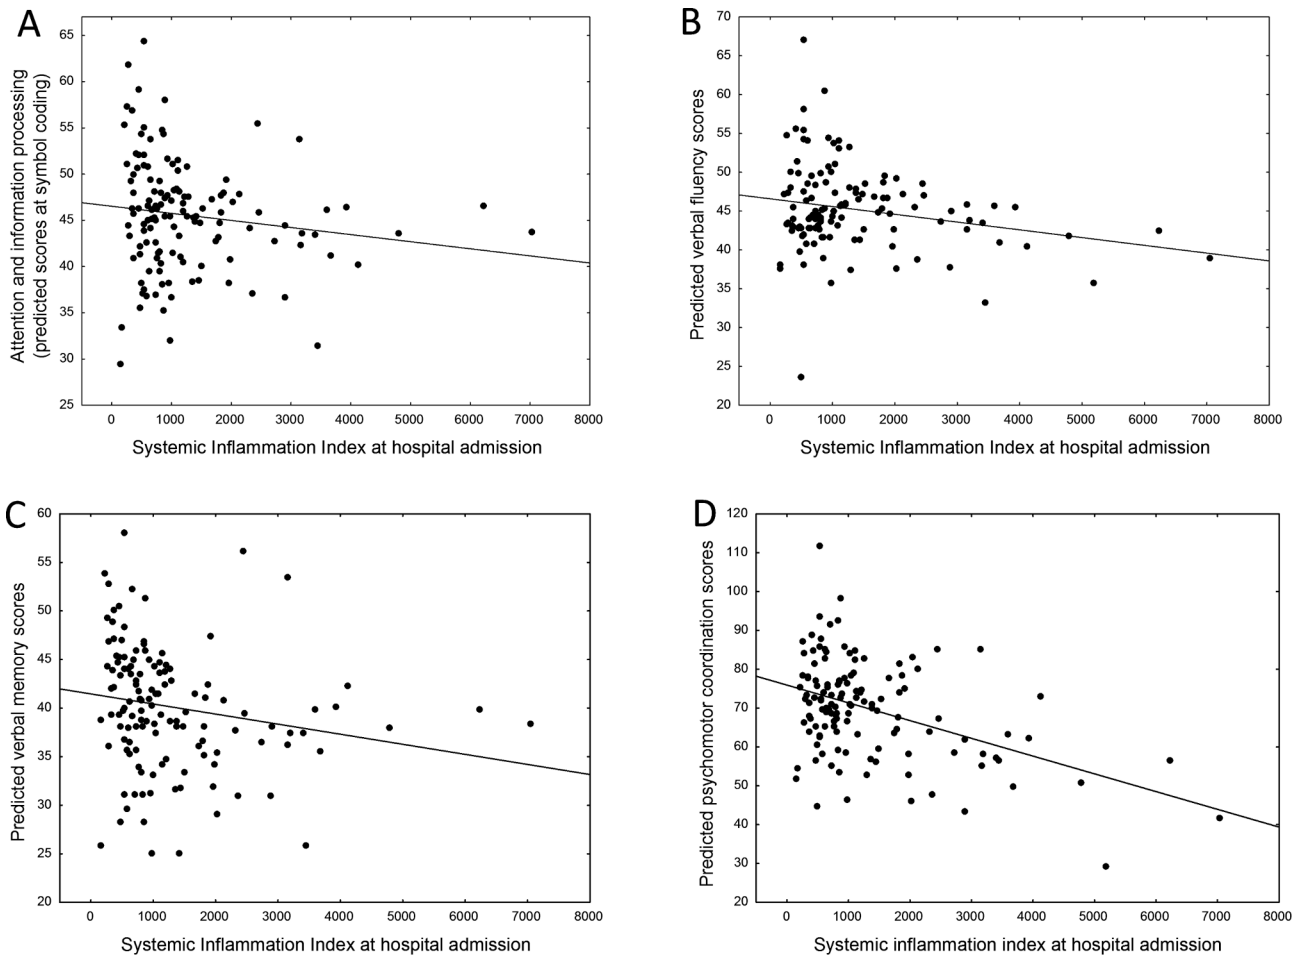 A
65
60
55
50
45
40
35
30
25
0 1000 2000 3000 4000 5000 6000 7000 8000
Attention and information processing
(predicted scores at symbol coding)
Systemic Inflammation Index at hospital admission
B
70
65
60
55
50
45
40
35
30
25
20
0 1000 2000 3000 4000 5000 6000 7000 8000
Predicted verbal fluency scores
Systemic Inflammation Index at hospital admission
C
60
55
50
45
40
35
30
25
20
0 1000 2000 3000 4000 5000 6000 7000 8000
Predicted verbal memory scores
Systemic Inflammation Index at hospital admission
D
120
110
100
90
80
70
60
50
40
30
20
0 1000 2000 3000 4000 5000 6000 7000 8000
Predicted psychomotor coordination scores
Systemic inflammation index at hospital admission